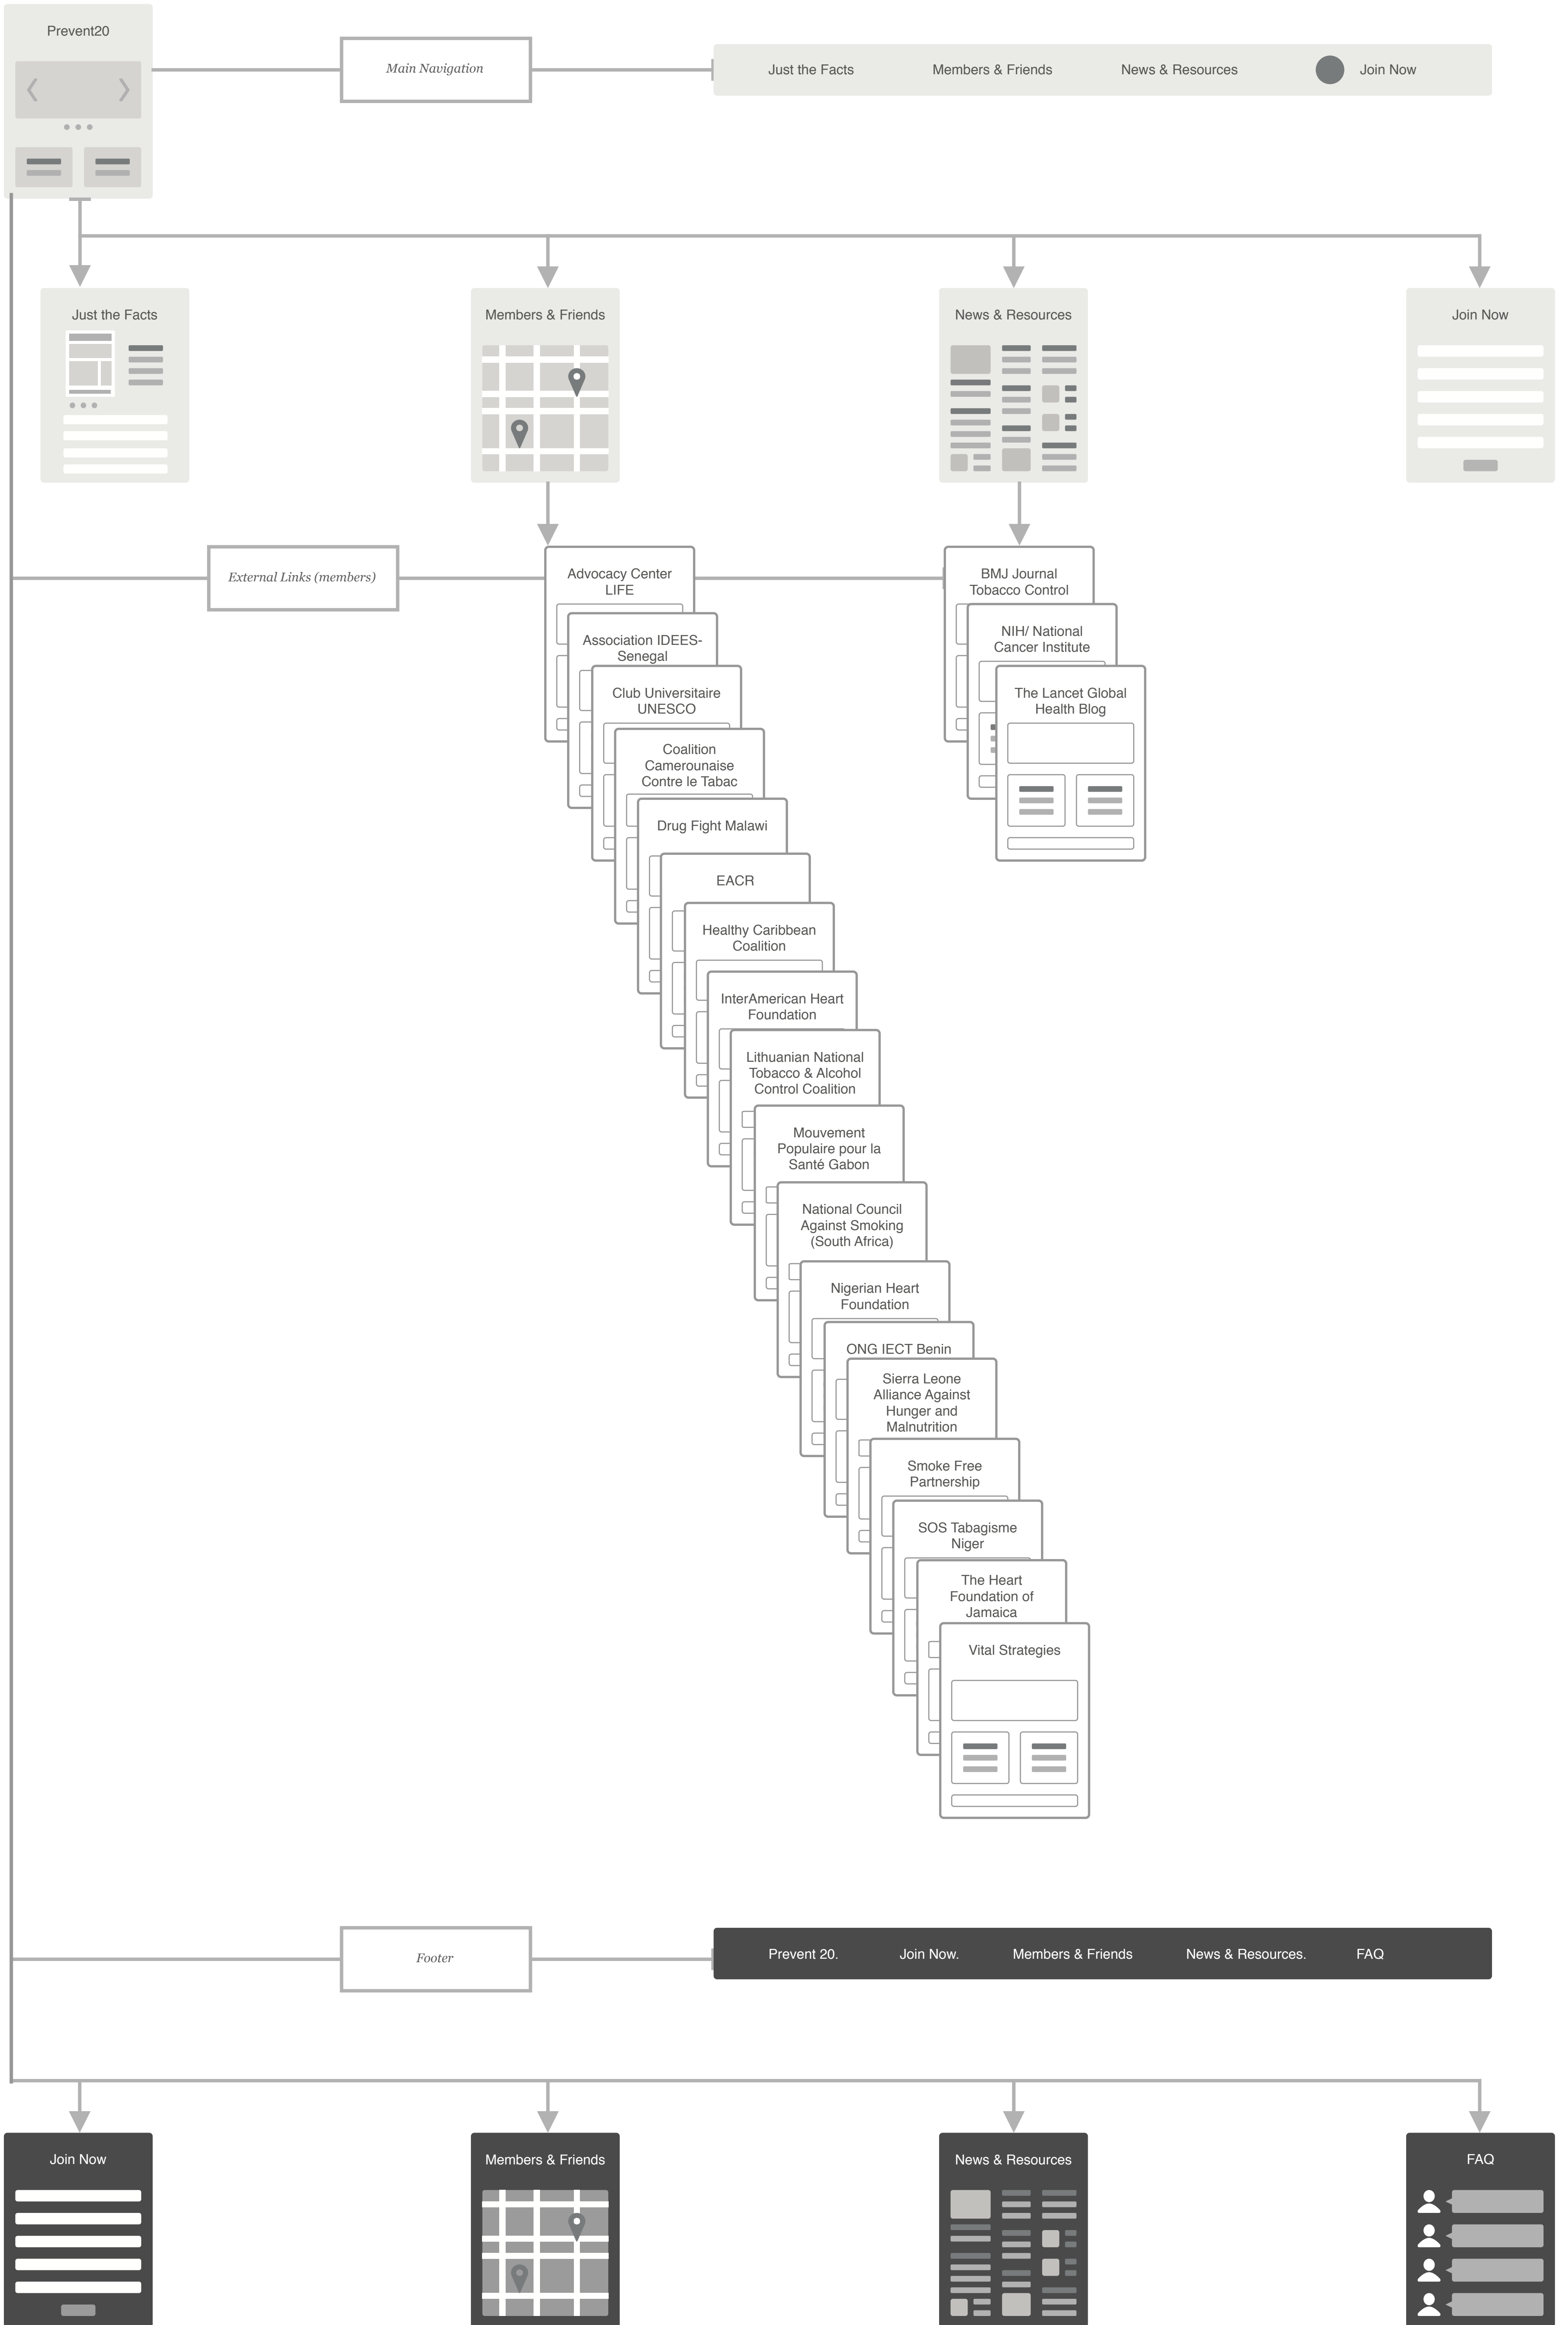 Prevent20
Main Navigation
Just the Facts Members & Friends News & Resources Join Now
Just the Facts
Members & Friends
News & Resources
Join Now
External Links (members)
Advocacy Center
LIFE
Association IDEES-
Senegal
Club Universitaire
UNESCO
Coalition
Camerounaise
Contre le Tabac
Drug Fight Malawi
EACR
Healthy Caribbean
Coalition
InterAmerican Heart
Foundation
Lithuanian National
Tobacco & Alcohol
Control Coalition
Mouvement
Populaire pour la
Santé Gabon
National Council
Against Smoking
(South Africa)
Nigerian Heart
Foundation
ONG IECT Benin
Sierra Leone
Alliance Against
Hunger and
Malnutrition
Smoke Free
Partnership
SOS Tabagisme
Niger
The Heart
Foundation of
Jamaica
Vital Strategies
BMJ Journal
Tobacco Control
NIH/ National
Cancer Institute
The Lancet Global
Health Blog
Footer
Prevent 20. Join Now. Members & Friends News & Resources. FAQ
Join Now
Members & Friends
News & Resources
FAQ